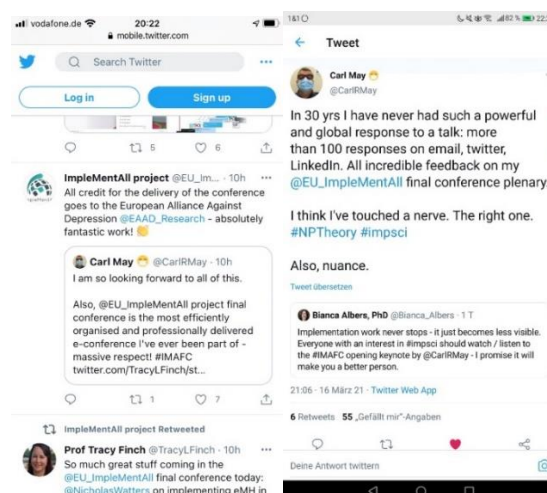 vodafone.de
20:22
mobile.twitter.com
Search Twitter
Log in
Sign up
5
6
ImpleMentAll project @EU_Im... · 10h
All credit for the delivery of the conference
goes to the European Alliance Against
Depression @EAAD_Research - absolutely
fantastic work! 👏
Carl May 😷 @CarlRMay · 10h
I am so looking forward to all of this.
Also, @EU_ImpleMentAll project final
conference is the most efficiently
organised and professionally delivered
e-conference I've ever been part of -
massive respect! #IMAFC
twitter.com/TracyLFinch/st...
1
7
ImpleMentAll project Retweeted
Prof Tracy Finch @TracyLFinch · 10h
So much great stuff coming in the
@EU_ImpleMentAll final conference today:
@NicholasWatters on implementing eMH in
82 %
Tweet
Carl May 😷
@CarlRMay
In 30 yrs I have never had such a powerful
and global response to a talk: more
than 100 responses on email, twitter,
LinkedIn. All incredible feedback on my
@EU_ImpleMentAll final conference plenary.
I think I've touched a nerve. The right one.
#NPTheory #impsci
Also, nuance.
Tweet übersetzen
Bianca Albers, PhD @Bianca_Albers · 1 T
Implementation work never stops - it just becomes less visible.
Everyone with an interest in #impsci should watch / listen to
the #IMAFC opening keynote by @CarlRMay - I promise it will
make you a better person.
21:06 · 16 März 21 · Twitter Web App
6 Retweets 55 „Gefällt mir“-Angaben
Deine Antwort twittern